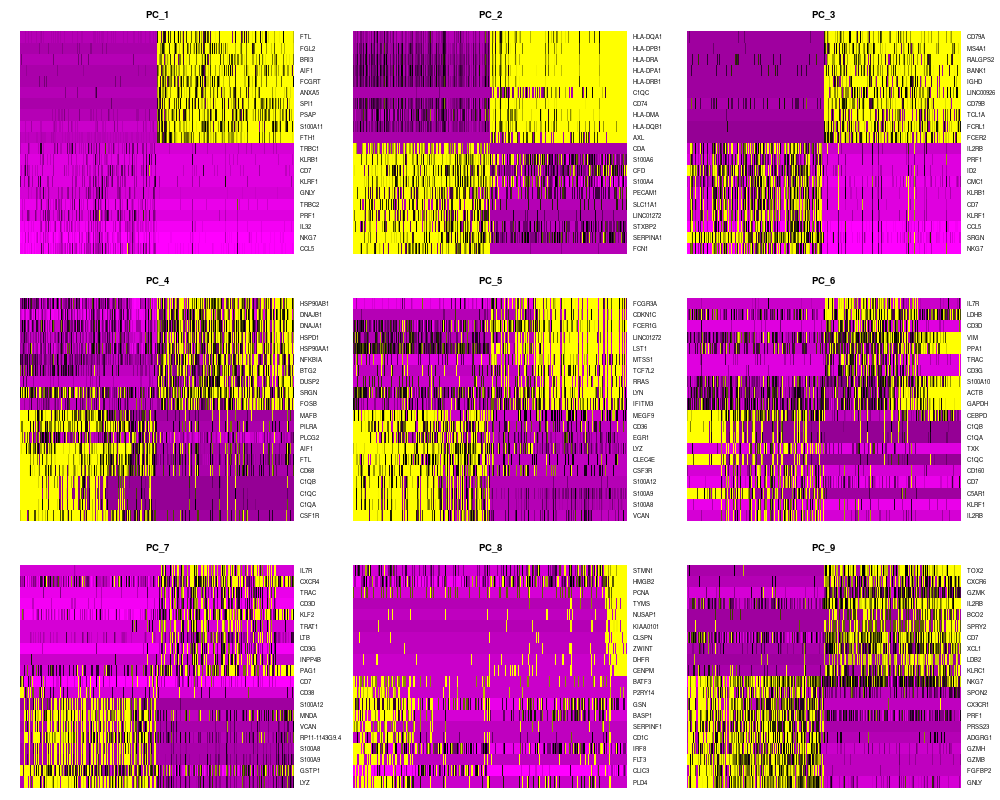 PC_1
FTL
FGL2
BRI3
AIF1
FCGRT
ANXA5
SPI1
PSAP
S100A11
FTH1
TRBC1
KLRB1
CD7
KLRF1
GNLY
TRBC2
PRF1
IL32
NKG7
CCL5
PC_2
HLA-DQA1
HLA-DPB1
HLA-DRA
HLA-DPA1
HLA-DRB1
C1QC
CD74
HLA-DMA
HLA-DQB1
AXL
CDA
S100A6
CFD
S100A4
PECAM1
SLC11A1
LINC01272
STXBP2
SERPINA1
FCN1
PC_3
CD79A
MS4A1
RALGPS2
BANK1
IGHD
LINC00926
CD79B
TCL1A
FCRL1
FCER2
IL2RB
PRF1
ID2
CMC1
KLRB1
CD7
KLRF1
CCL5
SRGN
NKG7
PC_4
HSP90AB1
DNAJB1
DNAJA1
HSPD1
HSP90AA1
NFKBIA
BTG2
DUSP2
SRGN
FOSB
MAFB
PILRA
PLCG2
AIF1
FTL
CD68
C1QB
C1QC
C1QA
CSF1R
PC_5
FCGR3A
CDKN1C
FCER1G
LINC01272
LST1
MTSS1
TCF7L2
RRAS
LYN
IFITM3
MEGF9
CD36
EGR1
LYZ
CLEC4E
CSF3R
S100A12
S100A9
S100A8
VCAN
PC_6
IL7R
LDHB
CD3D
VIM
PPA1
TRAC
CD3G
S100A10
ACTB
GAPDH
CEBPD
C1QB
C1QA
TXK
C1QC
CD160
CD7
C5AR1
KLRF1
IL2RB
PC_7
IL7R
CXCR4
TRAC
CD3D
KLF2
TRAT1
LTB
CD3G
INPP4B
PAG1
CD7
CD38
S100A12
MNDA
VCAN
RP11-1143G9.4
S100A8
S100A9
GSTP1
LYZ
PC_8
STMN1
HMGB2
PCNA
TYMS
NUSAP1
KIAA0101
CLSPN
ZWINT
DHFR
CENPM
BATF3
P2RY14
GSN
BASP1
SERPINF1
CD1C
IRF8
FLT3
CLIC3
PLD4
PC_9
TOX2
CXCR6
GZMK
IL2RB
BCO2
SPRY2
CD7
XCL1
LDB2
KLRC1
NKG7
SPON2
CX3CR1
PRF1
PRSS23
ADGRG1
GZMH
GZMB
FGFBP2
GNLY